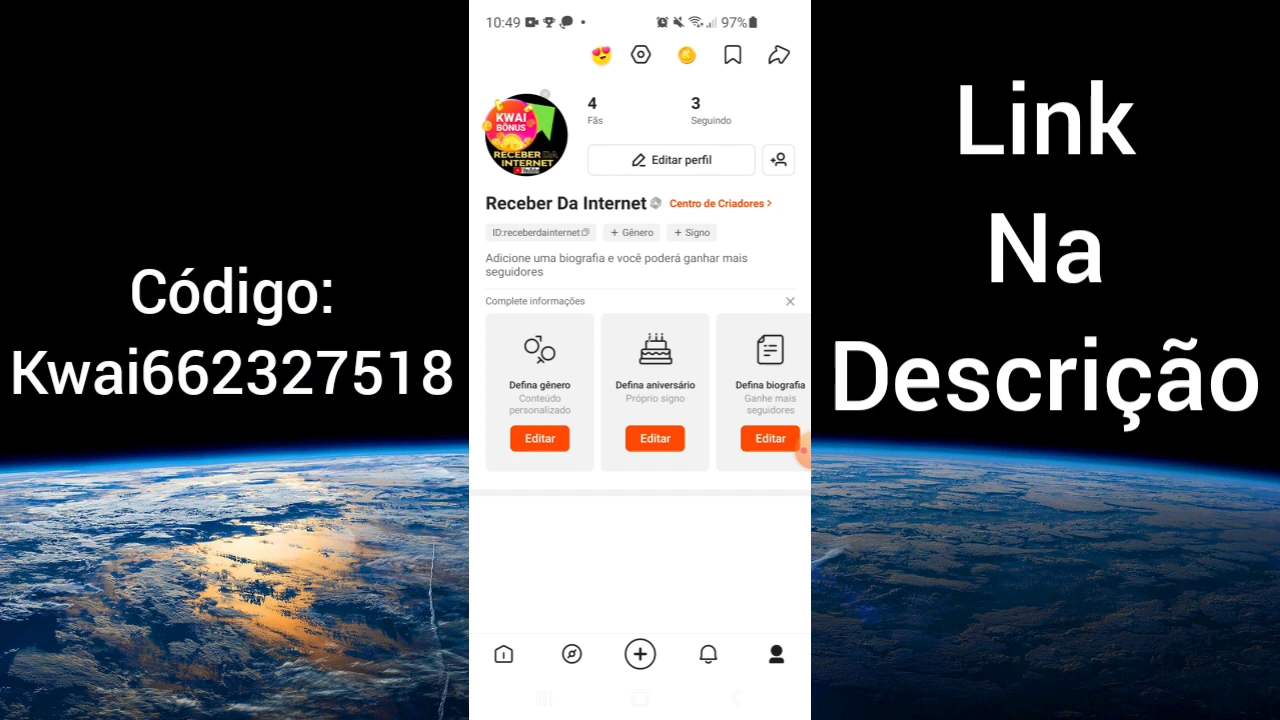 Código:
Kwai662327518
10:49
97%
KWAI
BÔNUS
RECEBER DA
INTERNET
YouTube
4
Fãs
3
Seguindo
Editar perfil
Receber Da Internet
Centro de Criadores >
ID:receberdainternet
+ Gênero
+ Signo
Adicione uma biografia e você poderá ganhar mais
seguidores
Complete informações
Defina gênero
Conteúdo
personalizado
Editar
Defina aniversário
Próprio signo
Editar
Defina biografia
Ganhe mais
seguidores
Editar
Link
Na
Descrição